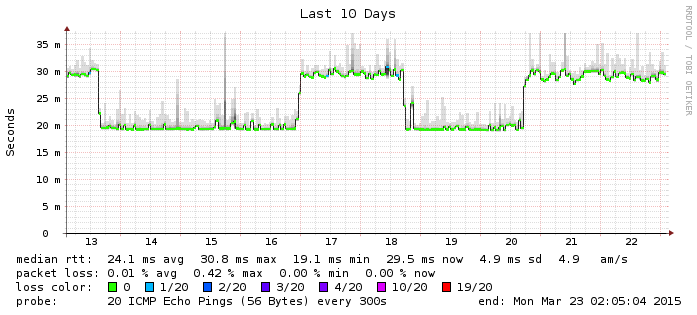 Last 10 Days
RRDTOOL / TOBI OETIKER
Seconds
35 m
30 m
25 m
20 m
15 m
10 m
5 m
0
13 14 15 16 17 18 19 20 21 22
median rtt: 24.1 ms avg 30.8 ms max 19.1 ms min 29.5 ms now 4.9 ms sd 4.9 am/s
packet loss: 0.01 % avg 0.42 % max 0.00 % min 0.00 % now
loss color: 0 1/20 2/20 3/20 4/20 10/20 19/20
probe: 20 ICMP Echo Pings (56 Bytes) every 300s end: Mon Mar 23 02:05:04 2015